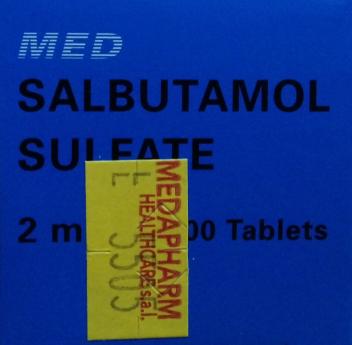 MED
SALBUTAMOL
SULFATE
2 m 00 Tablets
MEDAPHARM
HEALTHCARE s.a.l.